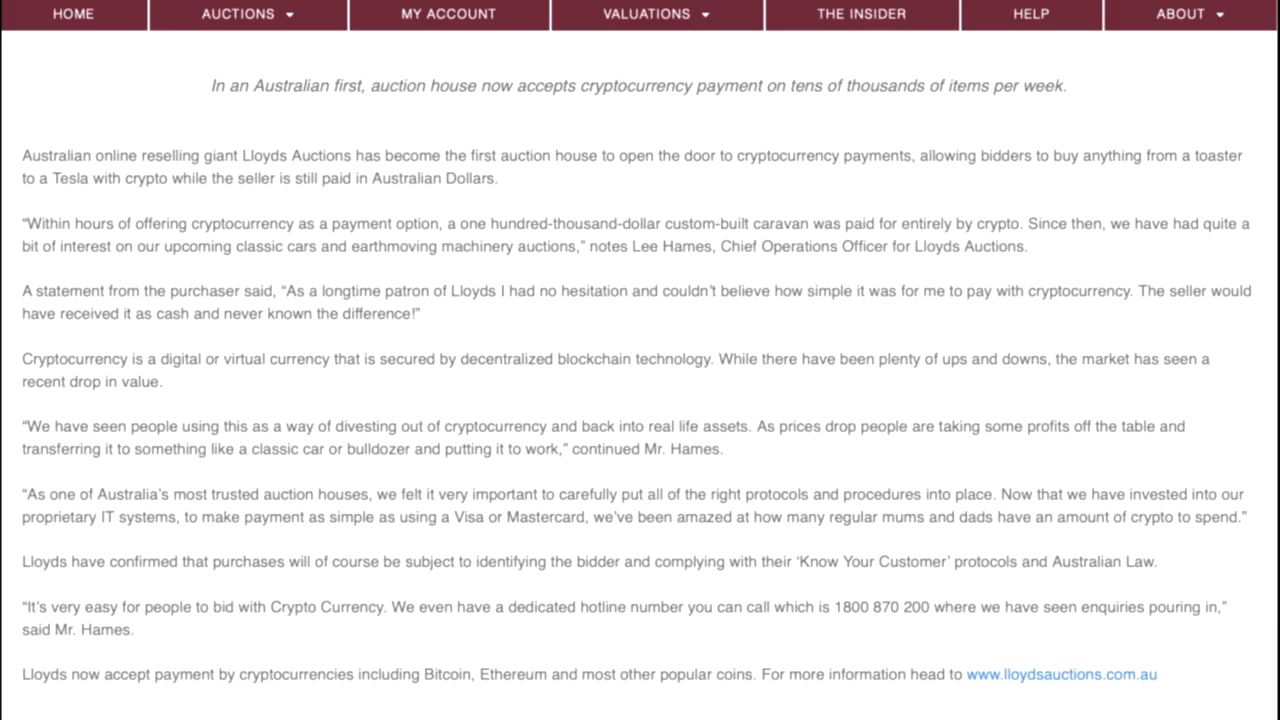 HOME AUCTIONS MY ACCOUNT VALUATIONS THE INSIDER HELP ABOUT
In an Australian first, auction house now accepts cryptocurrency payment on tens of thousands of items per week.
Australian online reselling giant Lloyds Auctions has become the first auction house to open the door to cryptocurrency payments, allowing bidders to buy anything from a toaster
to a Tesla with crypto while the seller is still paid in Australian Dollars.
“Within hours of offering cryptocurrency as a payment option, a one hundred-thousand-dollar custom-built caravan was paid for entirely by crypto. Since then, we have had quite a
bit of interest on our upcoming classic cars and earthmoving machinery auctions,” notes Lee Hames, Chief Operations Officer for Lloyds Auctions.
A statement from the purchaser said, “As a longtime patron of Lloyds I had no hesitation and couldn’t believe how simple it was for me to pay with cryptocurrency. The seller would
have received it as cash and never known the difference!”
Cryptocurrency is a digital or virtual currency that is secured by decentralized blockchain technology. While there have been plenty of ups and downs, the market has seen a
recent drop in value.
“We have seen people using this as a way of divesting out of cryptocurrency and back into real life assets. As prices drop people are taking some profits off the table and
transferring it to something like a classic car or bulldozer and putting it to work,” continued Mr. Hames.
“As one of Australia’s most trusted auction houses, we felt it very important to carefully put all of the right protocols and procedures into place. Now that we have invested into our
proprietary IT systems, to make payment as simple as using a Visa or Mastercard, we’ve been amazed at how many regular mums and dads have an amount of crypto to spend.”
Lloyds have confirmed that purchases will of course be subject to identifying the bidder and complying with their ‘Know Your Customer’ protocols and Australian Law.
“It’s very easy for people to bid with Crypto Currency. We even have a dedicated hotline number you can call which is 1800 870 200 where we have seen enquiries pouring in,”
said Mr. Hames.
Lloyds now accept payment by cryptocurrencies including Bitcoin, Ethereum and most other popular coins. For more information head to www.lloydsauctions.com.au